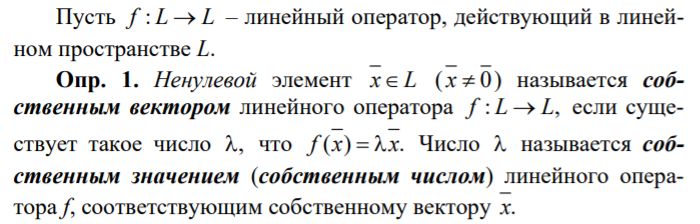 Пусть f : L → L – линейный оператор, действующий в линей-
ном пространстве L.
Опр. 1. Ненулевой элемент x̅ ∈ L (x̅ ≠ 0̅) называется соб-
ственным вектором линейного оператора f : L → L, если суще-
ствует такое число λ, что f(x̅) = λx̅. Число λ называется соб-
ственным значением (собственным числом) линейного опера-
тора f, соответствующим собственному вектору x̅.